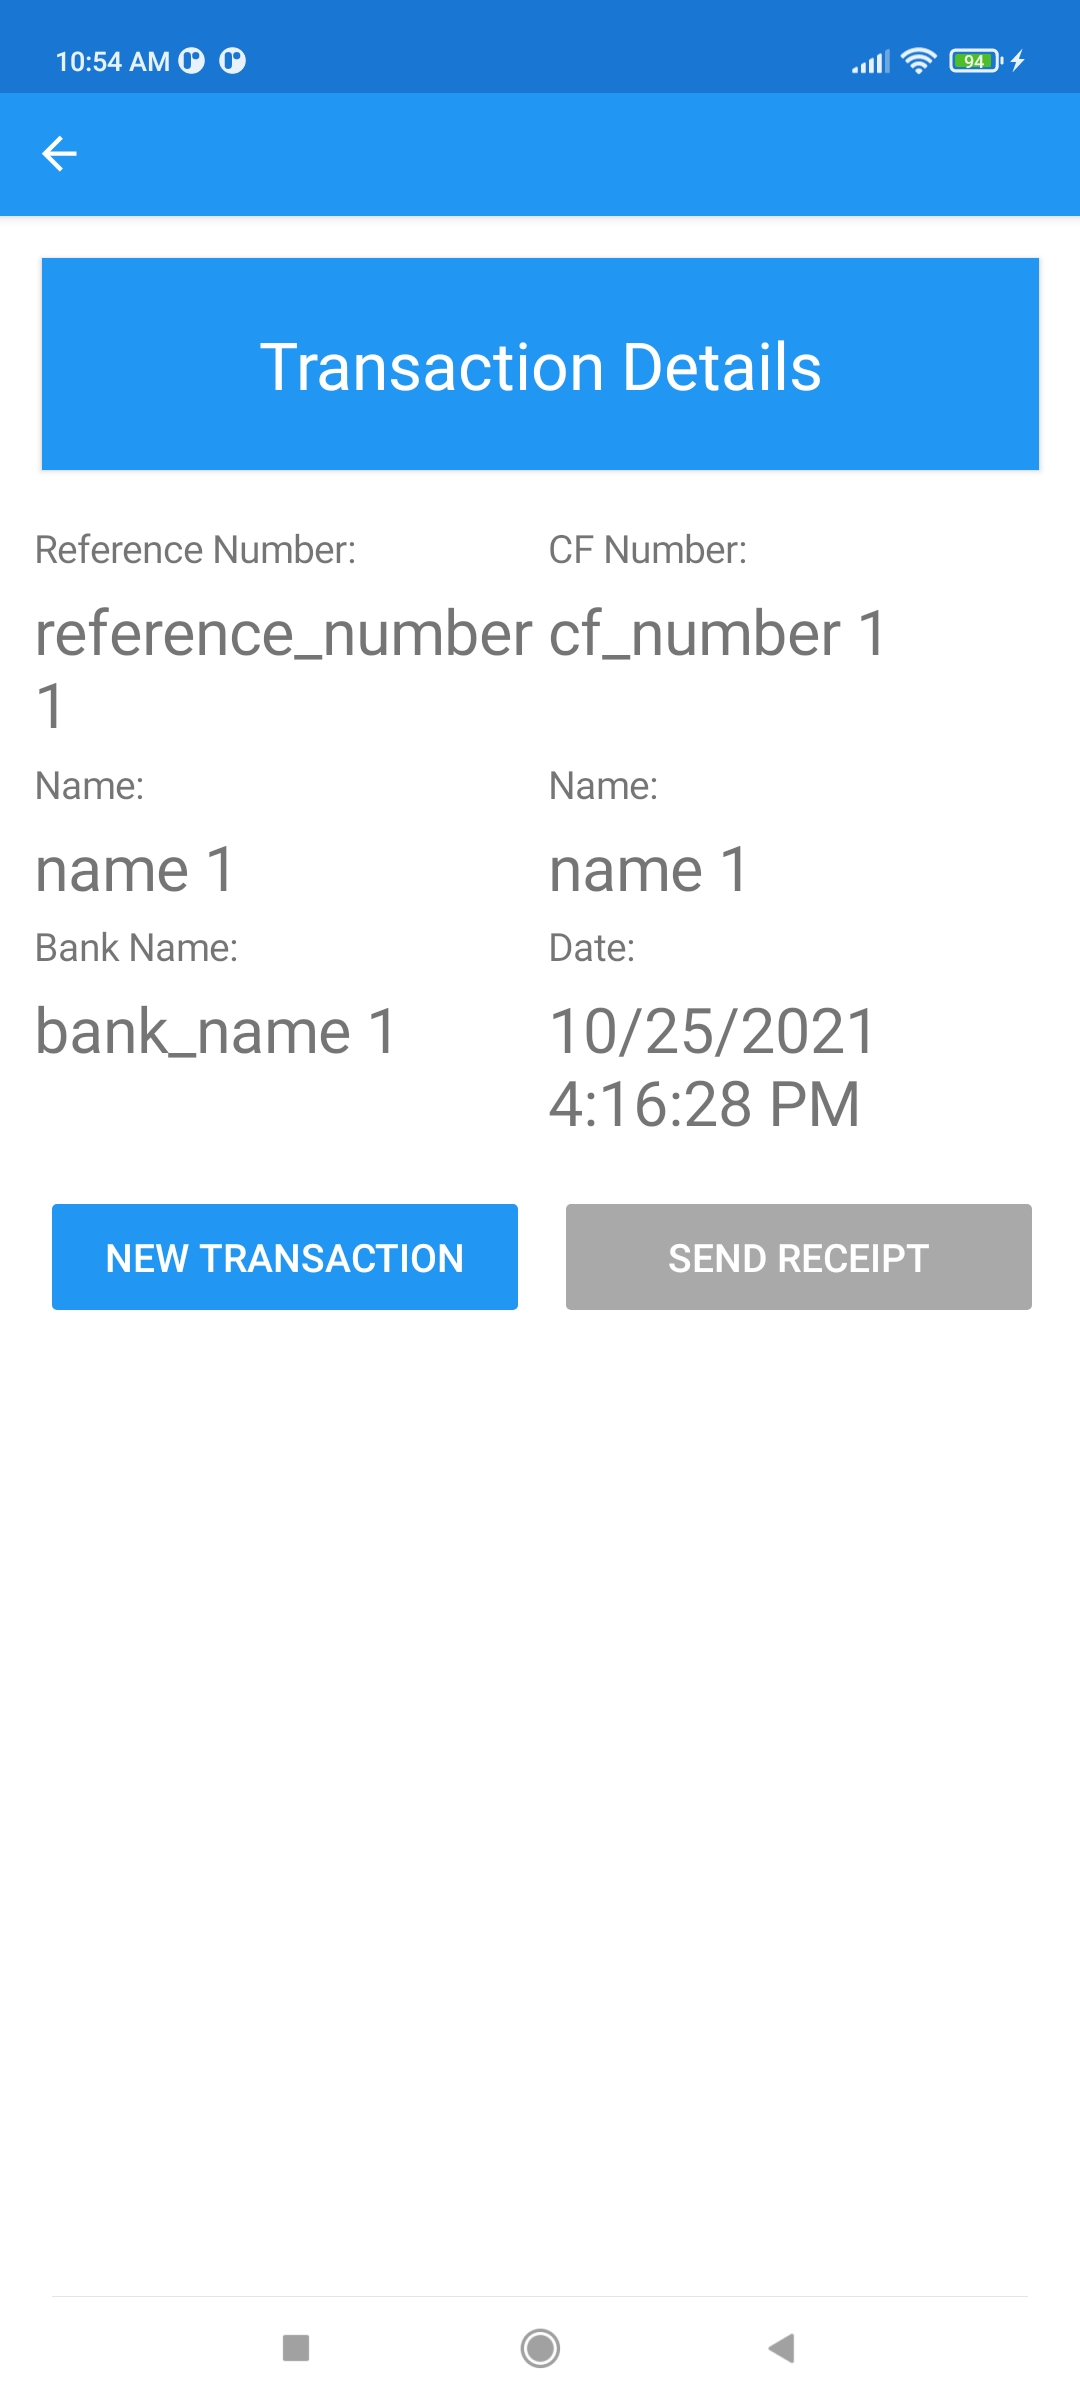 10:54 AM
94
Transaction Details
Reference Number: CF Number:
reference_number cf_number 1
1
Name: Name:
name 1 name 1
Bank Name: Date:
bank_name 1 10/25/2021
4:16:28 PM
NEW TRANSACTION SEND RECEIPT